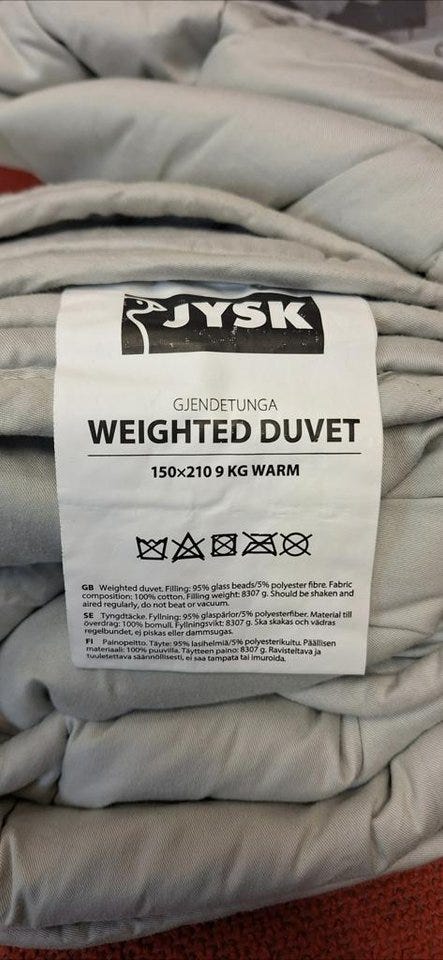 JYSK
GJENDETUNGA
WEIGHTED DUVET
150×210 9 KG WARM
GB Weighted duvet. Filling: 95% glass beads/5% polyester fibre. Fabric
composition: 100% cotton. Filling weight: 8307 g. Should be shaken and
aired regularly, do not beat or vacuum.
SE Tyngdtäcke. Fyllning: 95% glaspärlor/5% polyesterfiber. Material till
överdrag: 100% bomull. Fyllningsvikt: 8307 g. Ska skakas och vädras
regelbundet, ej piskas eller dammsugas.
FI Painopeitto. Täyte: 95% lasihelmiä/5% polyesterikuitu. Päällisen
materiaali: 100% puuvilla. Täytteen paino: 8307 g. Ravisteltava ja
tuuletettava säännöllisesti, ei saa tampata tai imuroida.